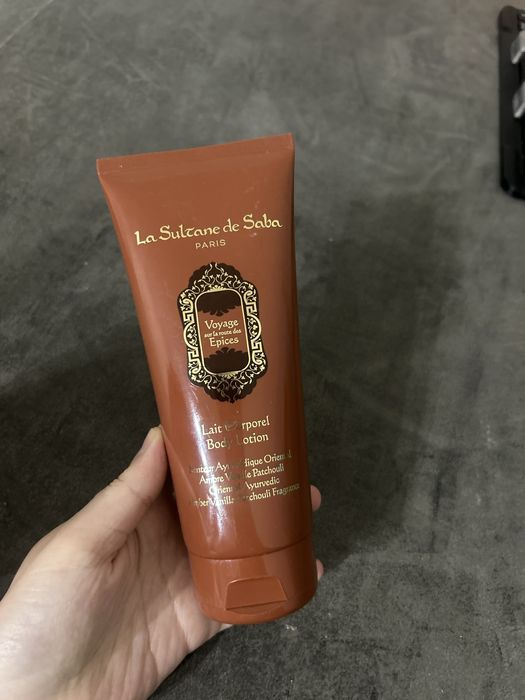 La Sultane de Saba
PARIS
Voyage
sur la route des
Epices
Lait
Body Lotion
Oriental
Ambre Patchouli
Ayurvedic
Fragrance